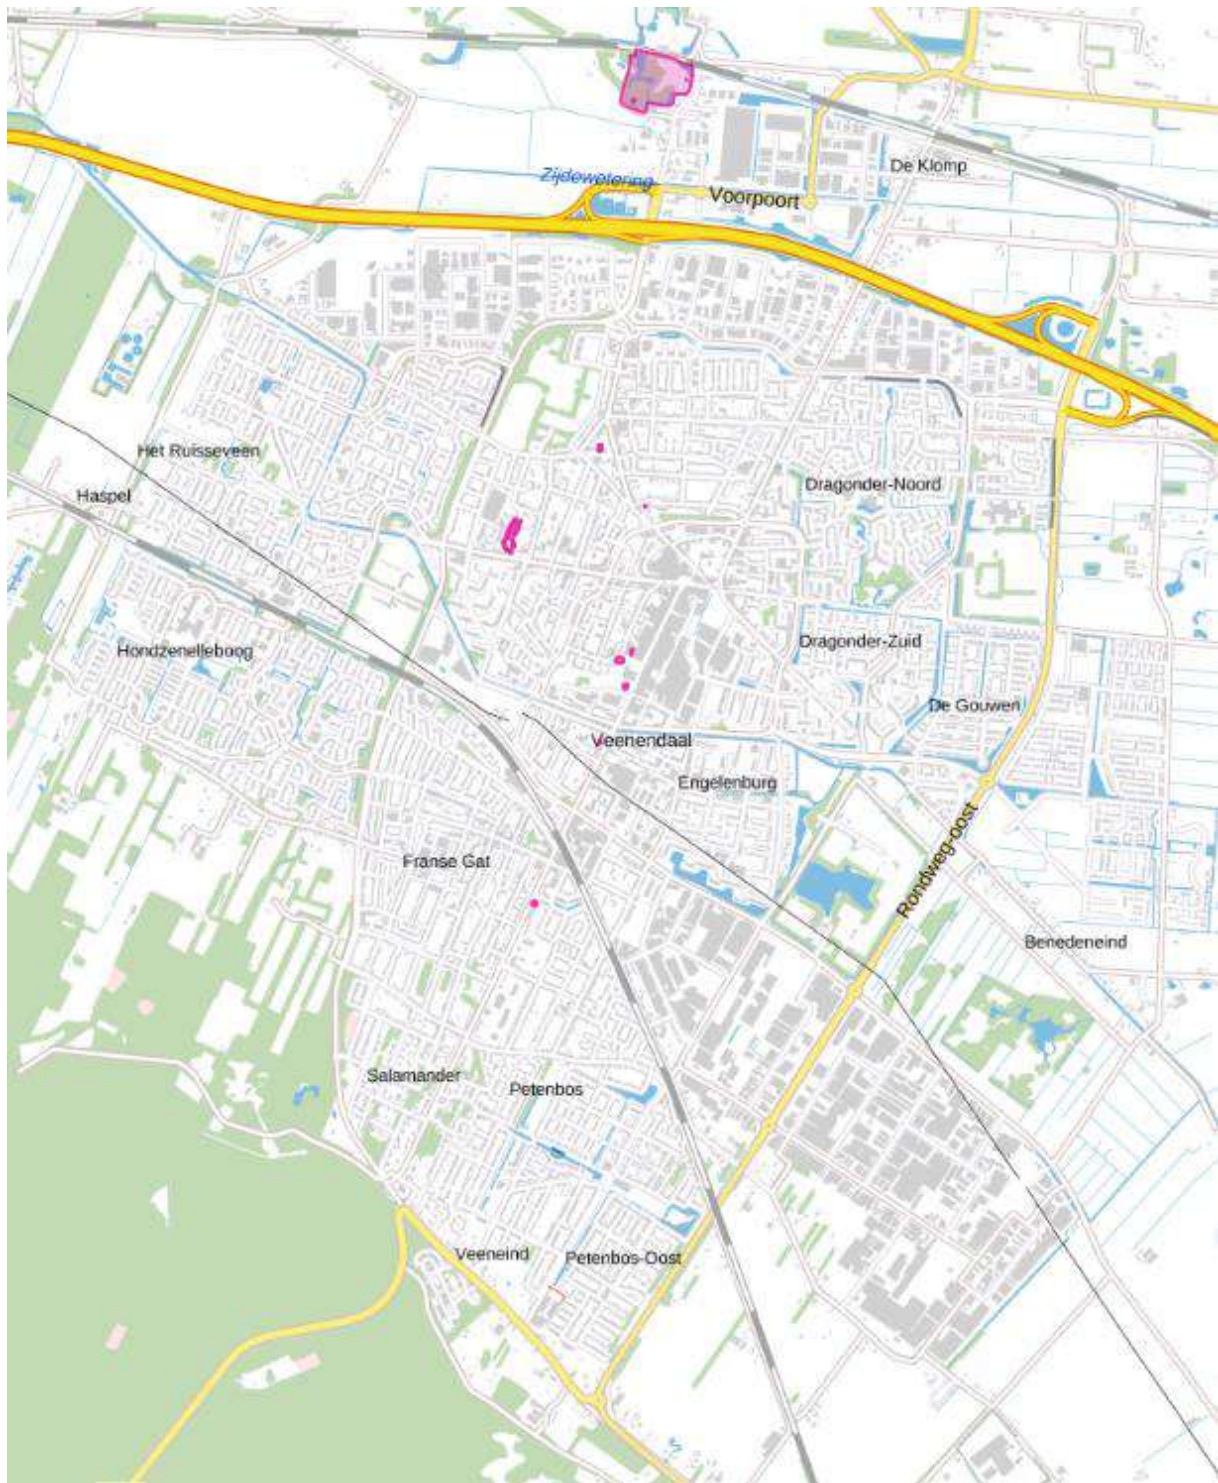 De Klomp
Zijdewetering
Voorpoort
Het Ruisseveen
Dragonder-Noord
Haspel
Dragonder-Zuid
Hondzenelleboog
De Gouwen
Veenendaal
Engelenburg
Franse Gat
Rondweg-oost
Benedeneind
Salamander
Petenbos
Veeneind
Petenbos-Oost